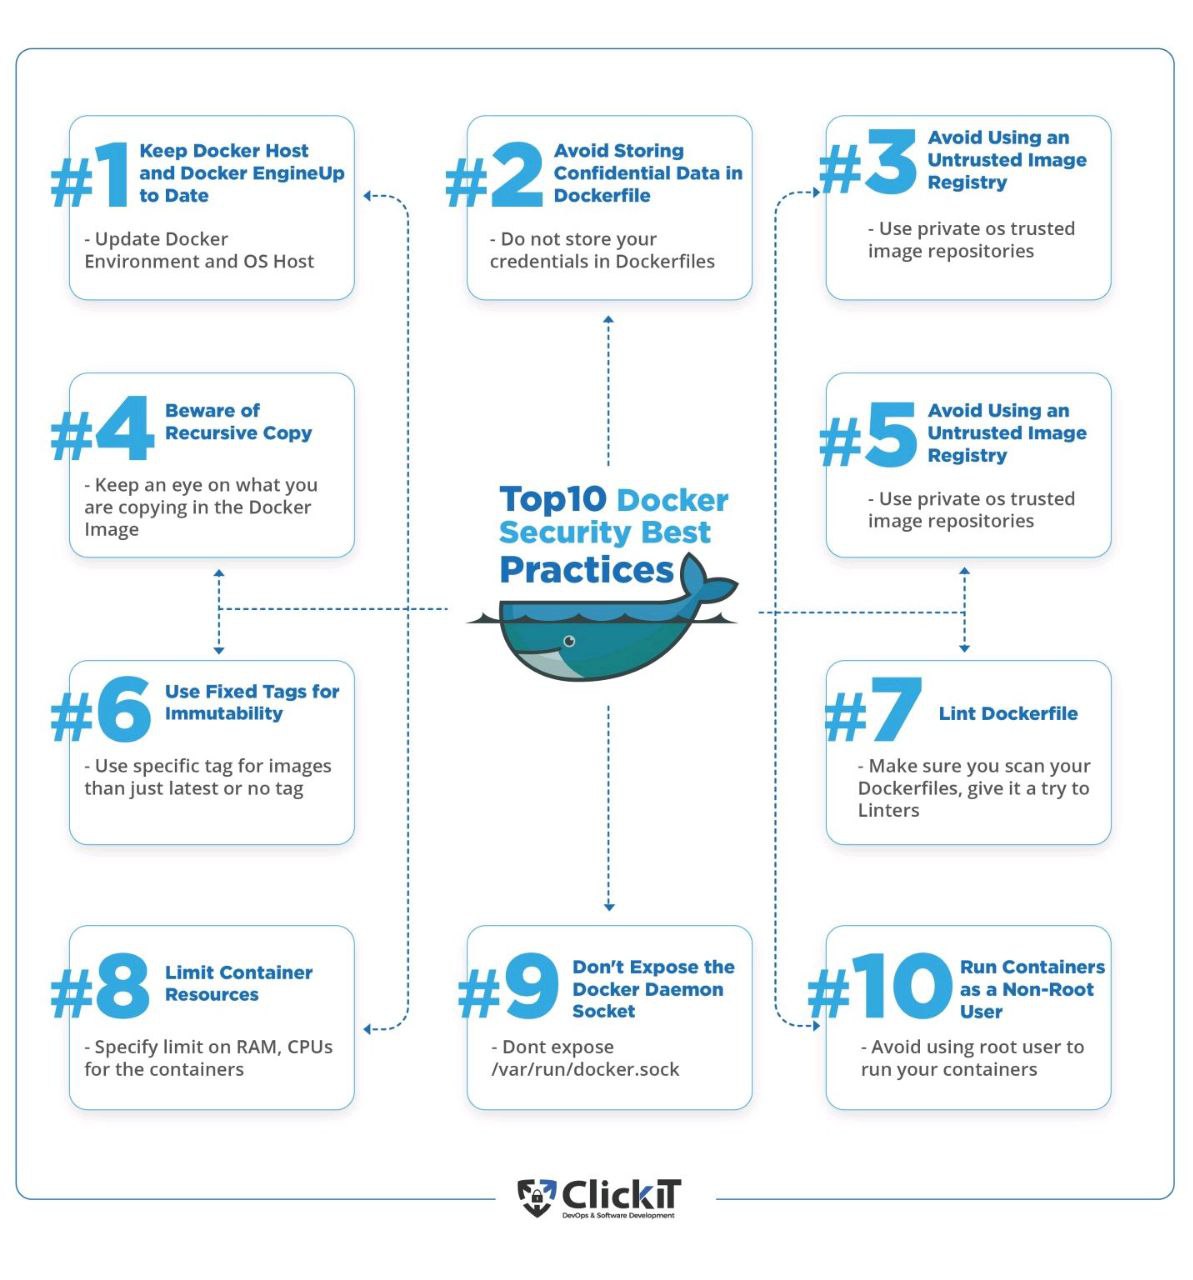 #1
Keep Docker Host
and Docker EngineUp
to Date
- Update Docker
Environment and OS Host
#2
Avoid Storing
Confidential Data in
Dockerfile
- Do not store your
credentials in Dockerfiles
#3
Avoid Using an
Untrusted Image
Registry
- Use private os trusted
image repositories
#4
Beware of
Recursive Copy
- Keep an eye on what you
are copying in the Docker
Image
#5
Avoid Using an
Untrusted Image
Registry
- Use private os trusted
image repositories
Top10 Docker
Security Best
Practices
#6
Use Fixed Tags for
Immutability
- Use specific tag for images
than just latest or no tag
#7
Lint Dockerfile
- Make sure you scan your
Dockerfiles, give it a try to
Linters
#8
Limit Container
Resources
- Specify limit on RAM, CPUs
for the containers
#9
Don't Expose the
Docker Daemon
Socket
- Dont expose
/var/run/docker.sock
#10
Run Containers
as a Non-Root
User
- Avoid using root user to
run your containers
ClickiT
DevOps & Software Development